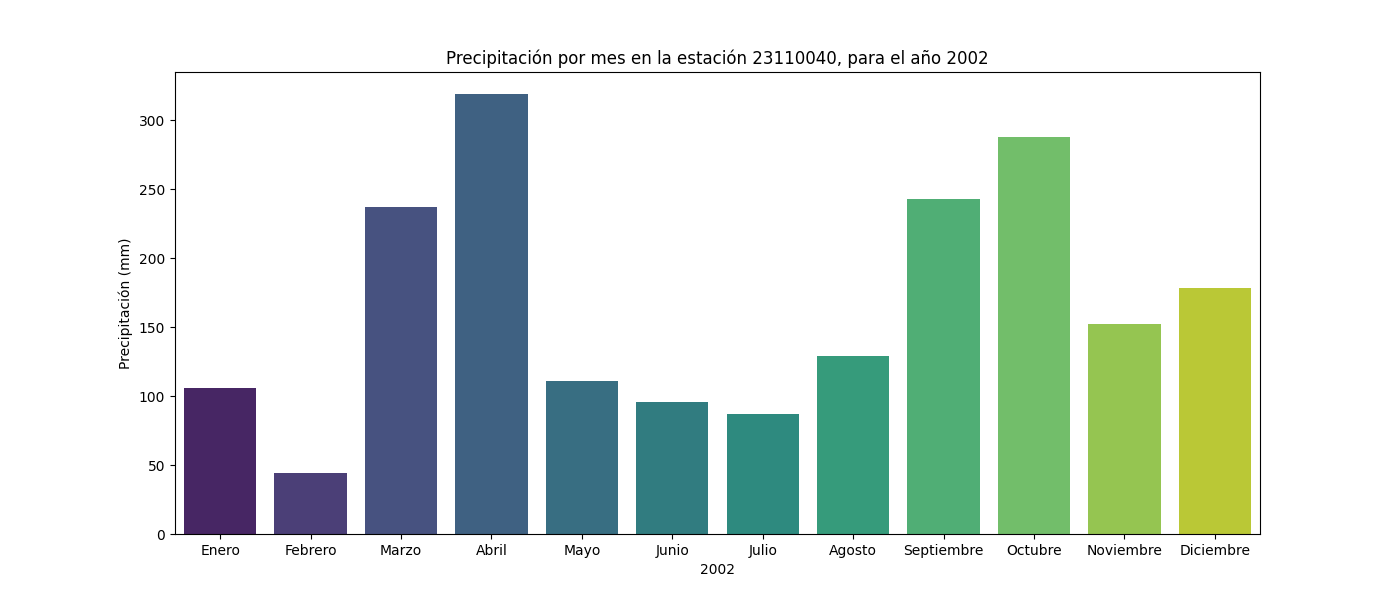 Precipitación por mes en la estación 23110040, para el año 2002
Precipitación (mm)
300
250
200
150
100
50
0
Enero Febrero Marzo Abril Mayo Junio Julio Agosto Septiembre Octubre Noviembre Diciembre
2002